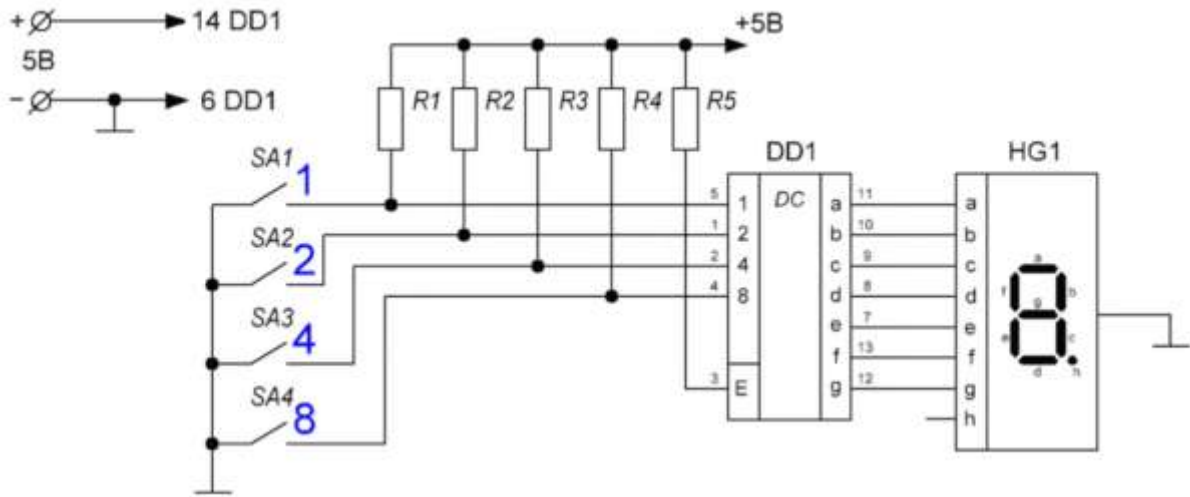 + 14 DD1
5В
- 6 DD1
+5В
R1 R2 R3 R4 R5
DD1
HG1
SA1
1
SA2
2
SA3
4
SA4
8
5 1 DC a 11 a
1 2 b 10 b
2 4 c 9 c
4 8 d 8 d
e 7 e
f 13 f
3 E g 12 g
h
a
f b
g
e c
d h